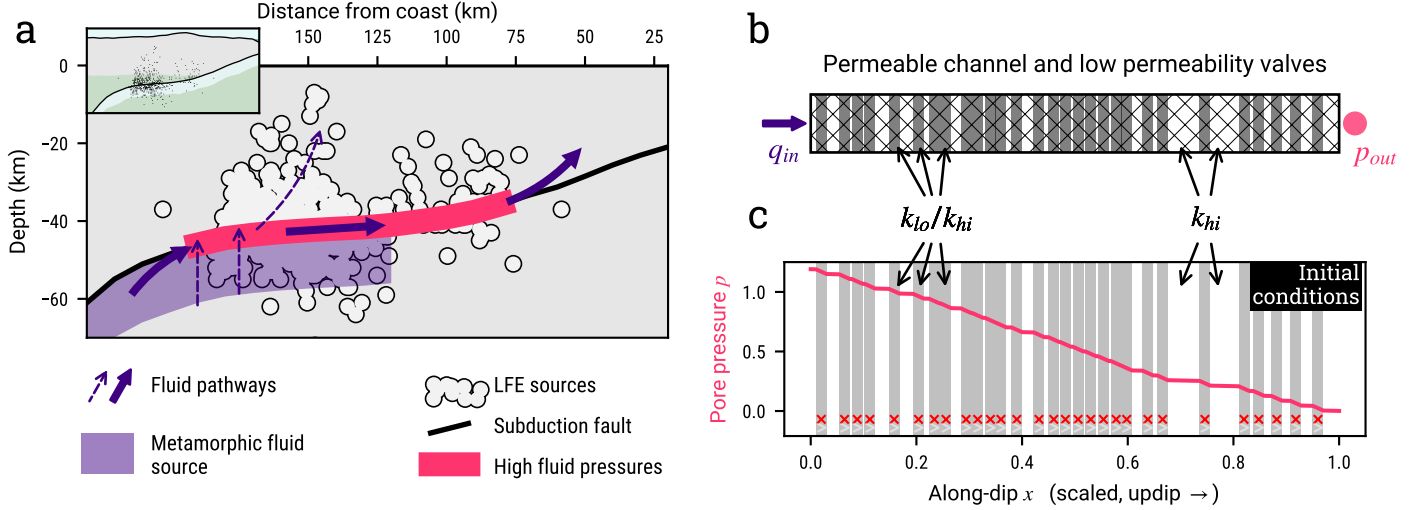 a
Distance from coast (km)
150 125 100 75 50 25
Depth (km)
0
−20
−40
−60
Fluid pathways
Metamorphic fluid
source
LFE sources
Subduction fault
High fluid pressures
b
Permeable channel and low permeability valves
q_in
p_out
k_lo/k_hi
k_hi
c
Initial
conditions
Pore pressure p
1.0
0.5
0.0
0.0 0.2 0.4 0.6 0.8 1.0
Along-dip x (scaled, updip →)